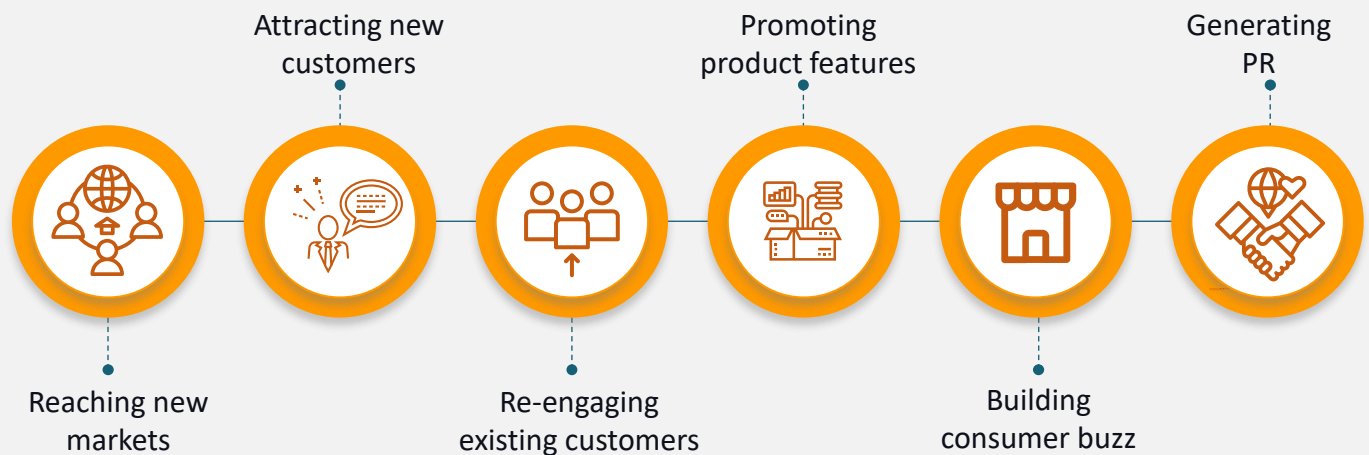 Reaching new
markets
Attracting new
customers
Re-engaging
existing customers
Promoting
product features
Building
consumer buzz
Generating
PR